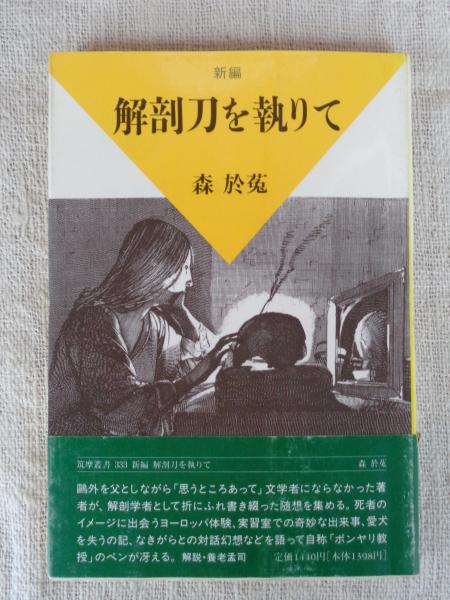 新編
解剖刀を執りて
森 於菟
筑摩叢書 333 新編 解剖刀を執りて 森 於菟
鷗外を父としながら「思うところあって」文学者にならなかった著
者が、解剖学者として折にふれ書き綴った随想を集める。死者の
イメージに出会うヨーロッパ体験、実習室での奇妙な出来事、愛犬
を失うの記、なきがらとの対話幻想などを語って自称「ボンヤリ教
授」のペンが冴える。解説・養老孟司 定価1440円[本体1398円]